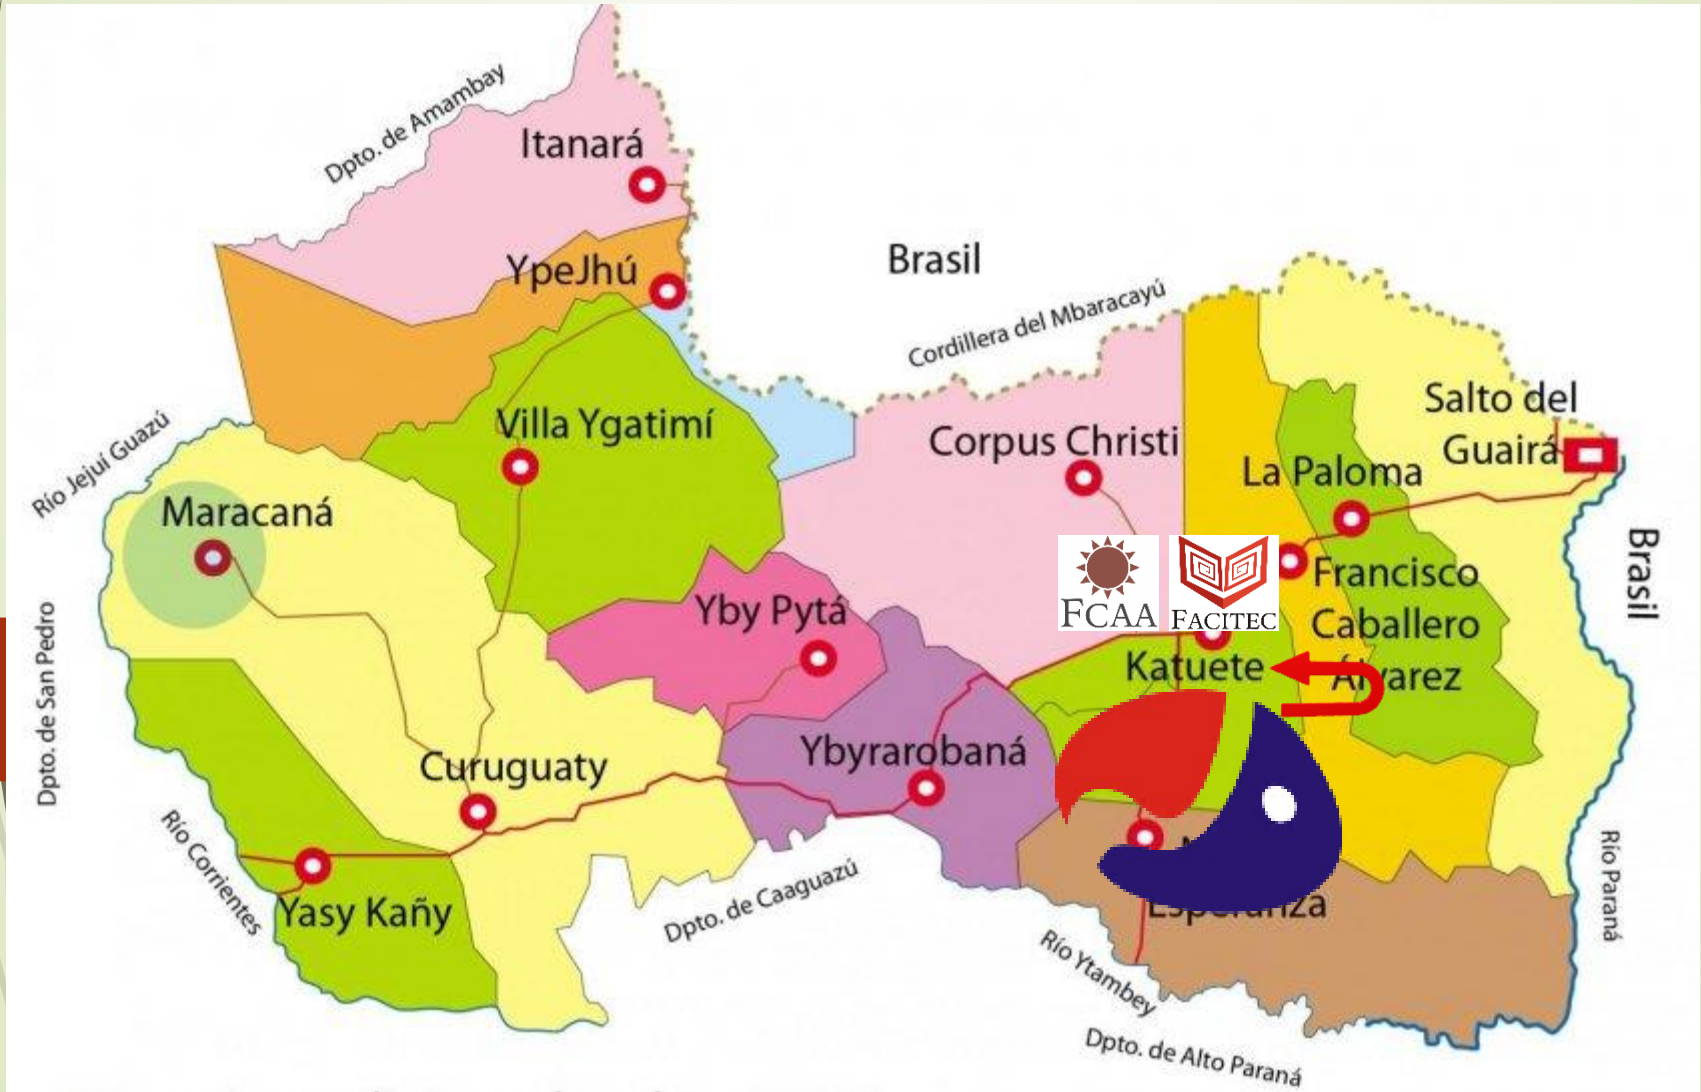 Dpto. de Amambay
Itanará
YpeJhú
Brasil
Cordillera del Mbaracayú
Río Jejuí Guazú
Villa Ygatimí
Corpus Christi
Salto del
Guairá
La Paloma
Maracaná
Brasil
FCAA
FACITEC
Francisco
Caballero
Álvarez
Yby Pytá
Katuete
Dpto. de San Pedro
Curuguaty
Ybyrarobaná
Río Corrientes
Yasy Kañy
Dpto. de Caaguazú
Esperanza
Río Paraná
Río Ytambey
Dpto. de Alto Paraná